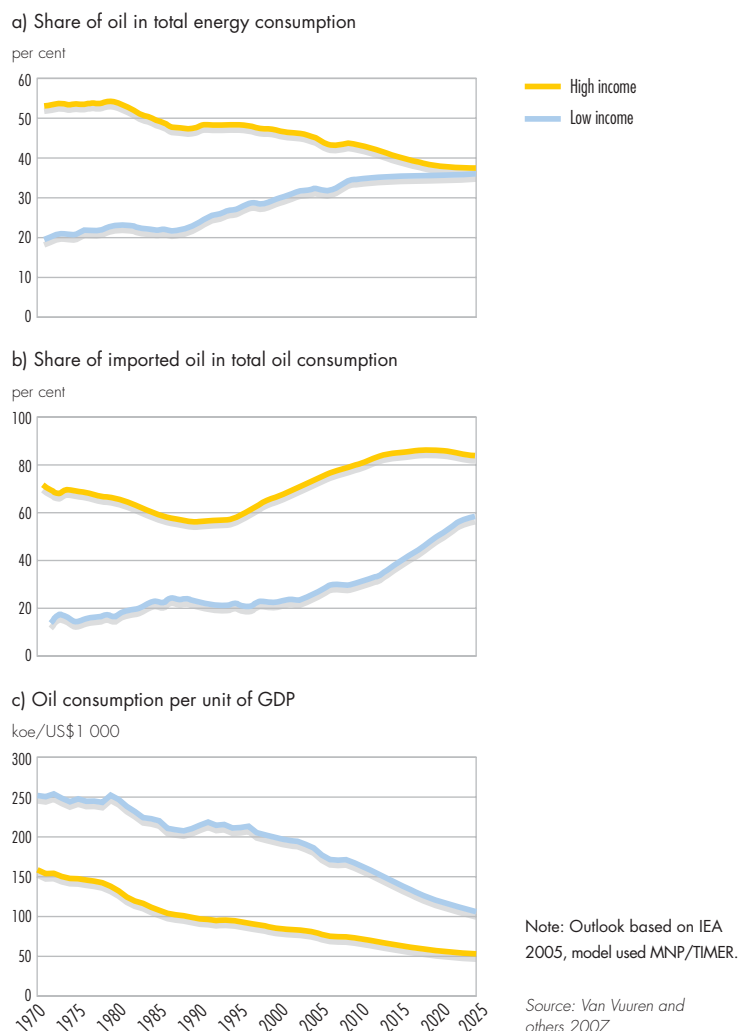 a) Share of oil in total energy consumption
per cent
60
50
40
30
20
10
0
High income
Low income
b) Share of imported oil in total oil consumption
per cent
100
80
60
40
20
0
c) Oil consumption per unit of GDP
koe/US$1 000
300
250
200
150
100
50
0
1970 1975 1980 1985 1990 1995 2000 2005 2010 2015 2020 2025
Note: Outlook based on IEA
2005, model used MNP/TIMER.
Source: Van Vuuren and
others 2007